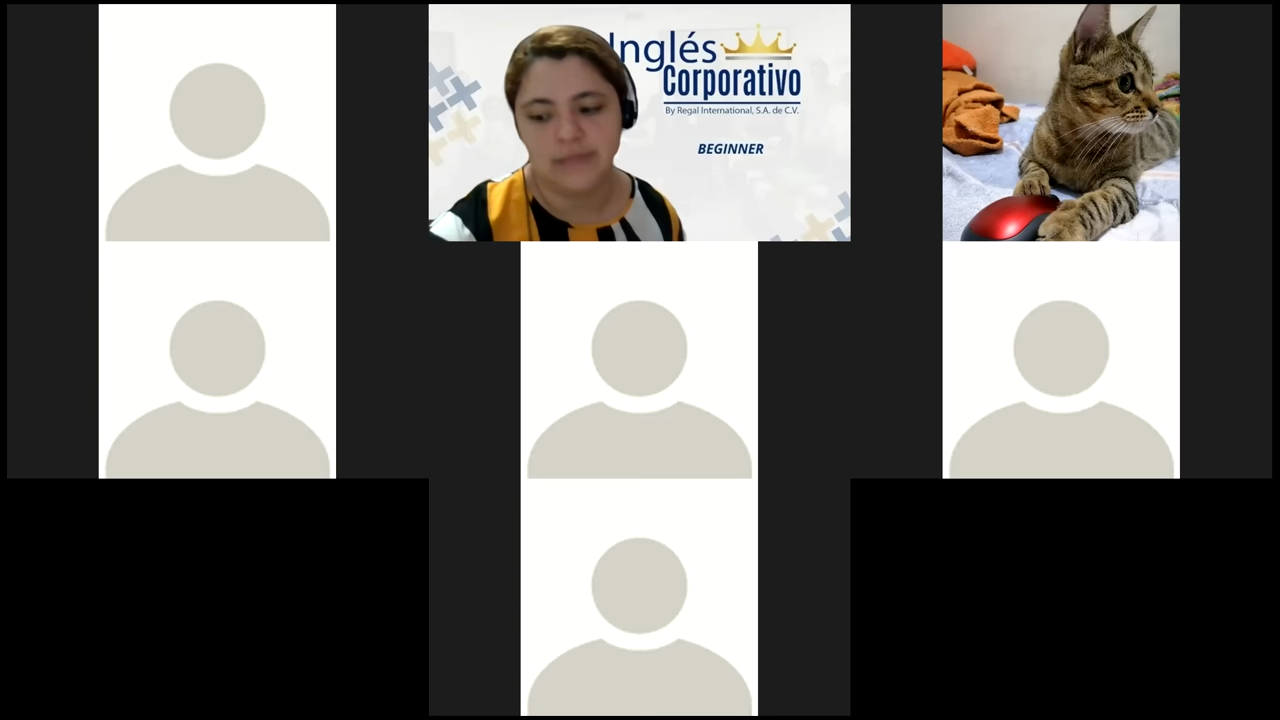 Inglés
Corporativo
By Regal International, S.A. de C.V.
BEGINNER